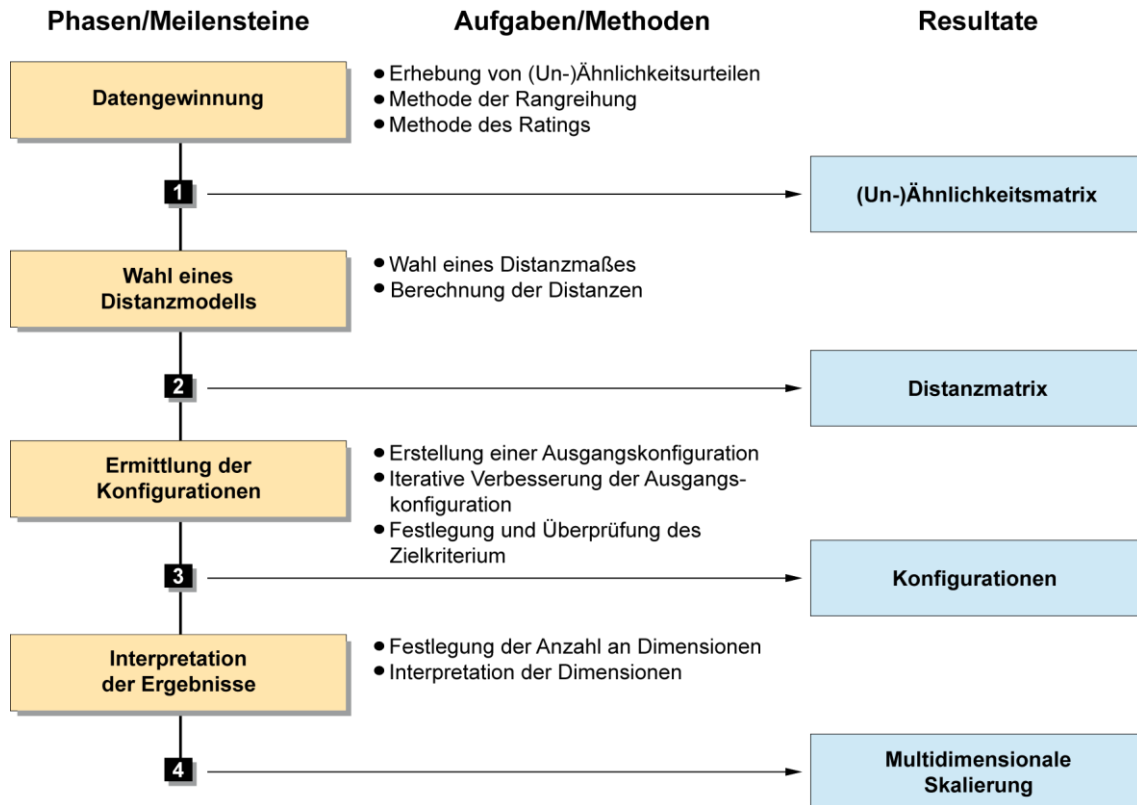 Phasen/Meilensteine
Aufgaben/Methoden
Resultate
Datengewinnung
● Erhebung von (Un-)Ähnlichkeitsurteilen
● Methode der Rangreihung
● Methode des Ratings
1
(Un-)Ähnlichkeitsmatrix
Wahl eines
Distanzmodells
● Wahl eines Distanzmaßes
● Berechnung der Distanzen
2
Distanzmatrix
Ermittlung der
Konfigurationen
● Erstellung einer Ausgangskonfiguration
● Iterative Verbesserung der Ausgangs-
konfiguration
● Festlegung und Überprüfung des
Zielkriterium
3
Konfigurationen
Interpretation
der Ergebnisse
● Festlegung der Anzahl an Dimensionen
● Interpretation der Dimensionen
4
Multidimensionale
Skalierung